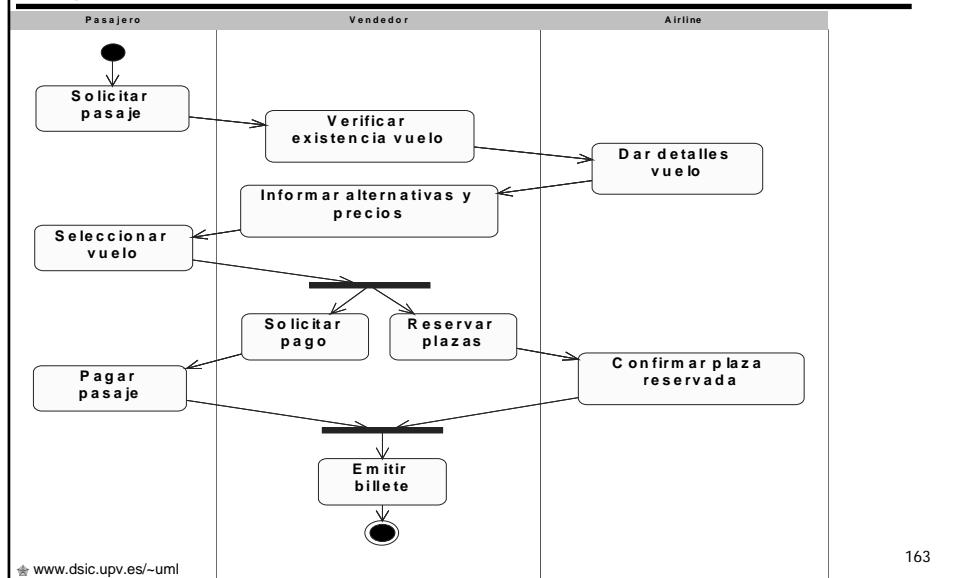 Pasajero
Vendedor
Airline
Solicitar
pasaje
Verificar
existencia vuelo
Dar detalles
vuelo
Informar alternativas y
precios
Seleccionar
vuelo
Solicitar
pago
Reservar
plazas
Pagar
pasaje
Confirmar plaza
reservada
Emitir
billete
www.dsic.upv.es/~uml
163